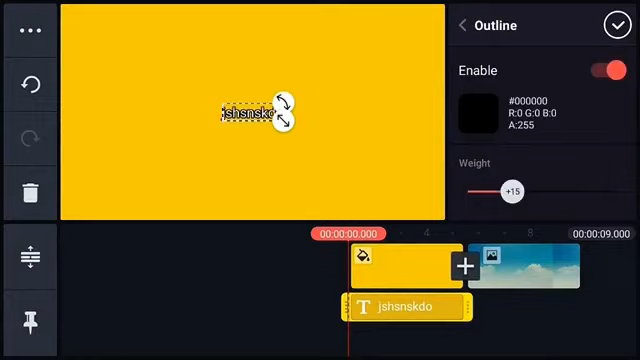 Outline
Enable
#000000
R:0 G:0 B:0
A:255
Weight
+15
jshsnskdo
00:00:00.000
4
8
00:00:09.000
T jshsnskdo